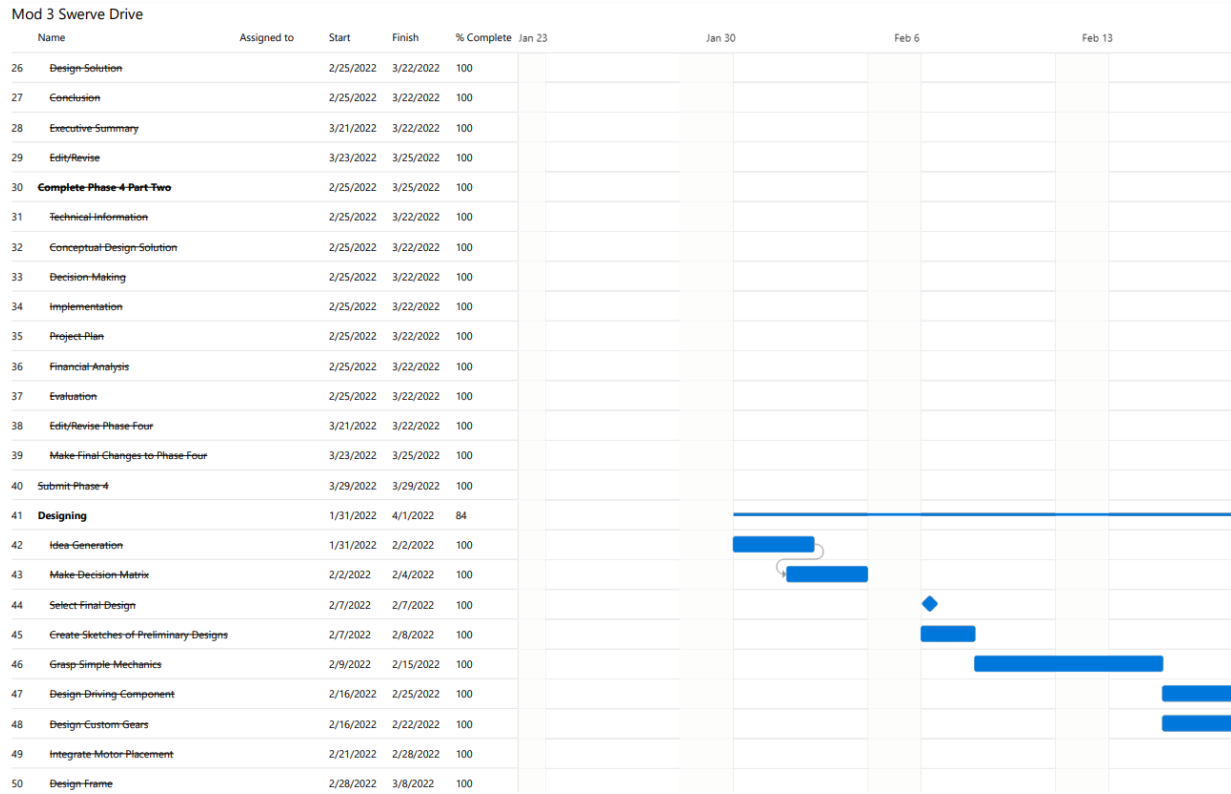 Mod 3 Swerve Drive
Name Assigned to Start Finish % Complete Jan 23 Jan 30 Feb 6 Feb 13
26 Design Solution 2/25/2022 3/22/2022 100
27 Conclusion 2/25/2022 3/22/2022 100
28 Executive Summary 3/21/2022 3/22/2022 100
29 Edit/Revise 3/23/2022 3/25/2022 100
30 Complete Phase 4 Part Two 2/25/2022 3/25/2022 100
31 Technical Information 2/25/2022 3/22/2022 100
32 Conceptual Design Solution 2/25/2022 3/22/2022 100
33 Decision Making 2/25/2022 3/22/2022 100
34 Implementation 2/25/2022 3/22/2022 100
35 Project Plan 2/25/2022 3/22/2022 100
36 Financial Analysis 2/25/2022 3/22/2022 100
37 Evaluation 2/25/2022 3/22/2022 100
38 Edit/Revise Phase Four 3/21/2022 3/22/2022 100
39 Make Final Changes to Phase Four 3/23/2022 3/25/2022 100
40 Submit Phase 4 3/29/2022 3/29/2022 100
41 Designing 1/31/2022 4/1/2022 84
42 Idea Generation 1/31/2022 2/2/2022 100
43 Make Decision Matrix 2/2/2022 2/4/2022 100
44 Select Final Design 2/7/2022 2/7/2022 100
45 Create Sketches of Preliminary Designs 2/7/2022 2/8/2022 100
46 Grasp Simple Mechanics 2/9/2022 2/15/2022 100
47 Design Driving Component 2/16/2022 2/25/2022 100
48 Design Custom Gears 2/16/2022 2/22/2022 100
49 Integrate Motor Placement 2/21/2022 2/28/2022 100
50 Design Frame 2/28/2022 3/8/2022 100